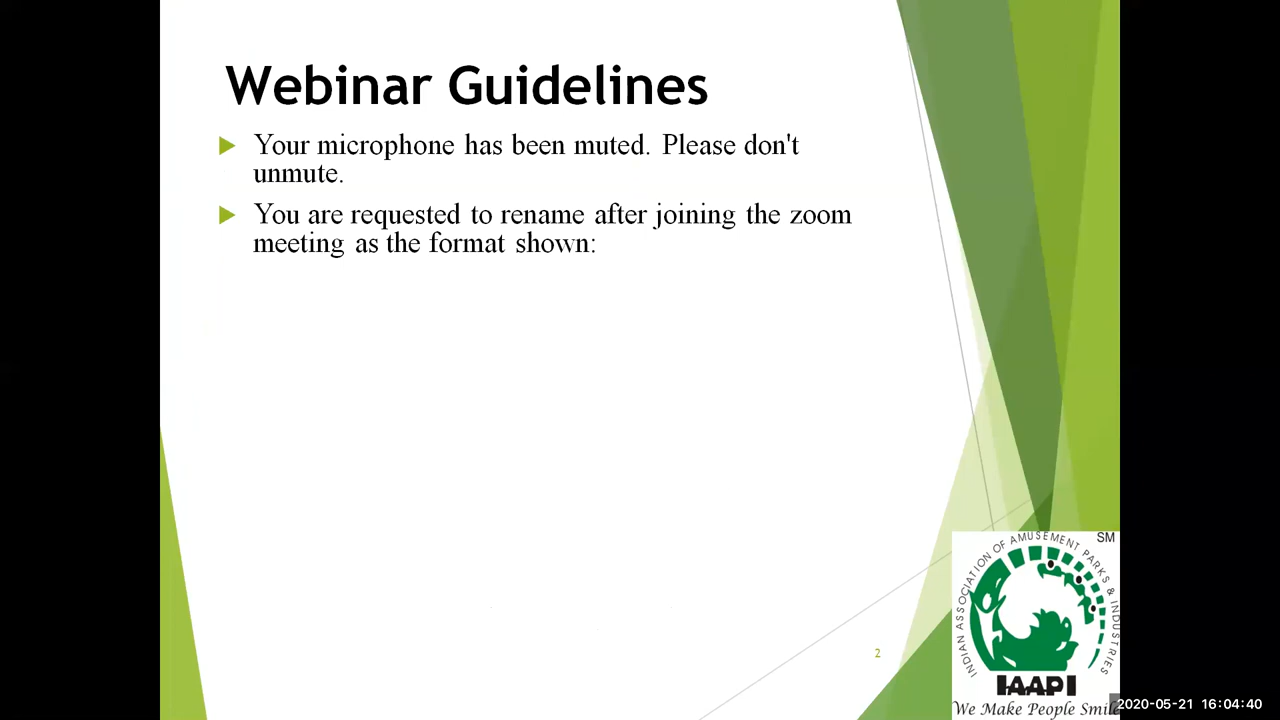 Webinar Guidelines
Your microphone has been muted. Please don't
unmute.
You are requested to rename after joining the zoom
meeting as the format shown:
INDIAN ASSOCIATION OF AMUSEMENT PARKS & INDUSTRIES
SM
IAAPI
We Make People Smile
2
2020-05-21 16:04:40